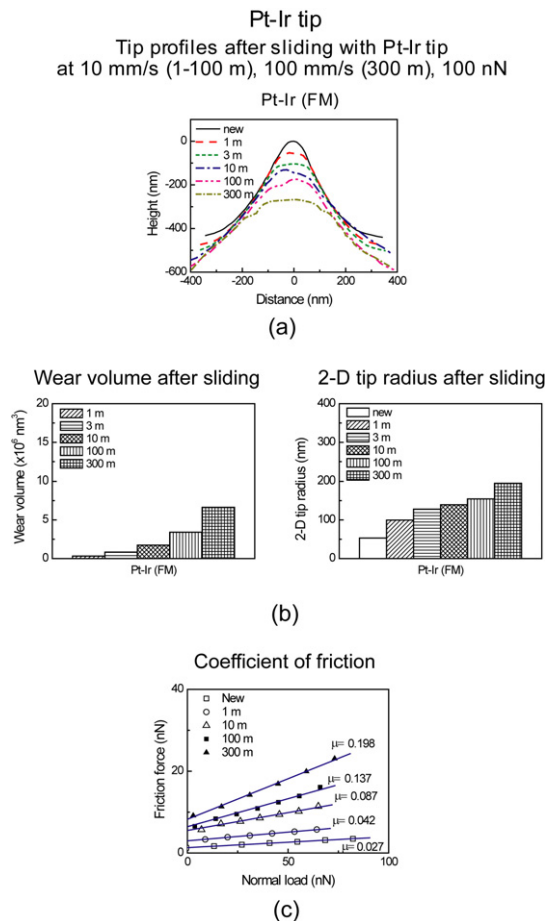 Pt-Ir tip
Tip profiles after sliding with Pt-Ir tip
at 10 mm/s (1-100 m), 100 mm/s (300 m), 100 nN
Pt-Ir (FM)
new
1 m
3 m
10 m
100 m
300 m
0
-200
-400
-600
Height (nm)
-400
-200
0
200
400
Distance (nm)
(a)
Wear volume after sliding
20
15
10
5
0
Wear volume (x10⁶ nm³)
1 m
3 m
10 m
100 m
300 m
Pt-Ir (FM)
2-D tip radius after sliding
400
300
200
100
0
2-D tip radius (nm)
new
1 m
3 m
10 m
100 m
300 m
Pt-Ir (FM)
(b)
Coefficient of friction
40
20
0
Friction force (nN)
New
1 m
10 m
100 m
300 m
μ= 0.198
μ= 0.137
μ= 0.087
μ= 0.042
μ= 0.027
0
50
100
Normal load (nN)
(c)